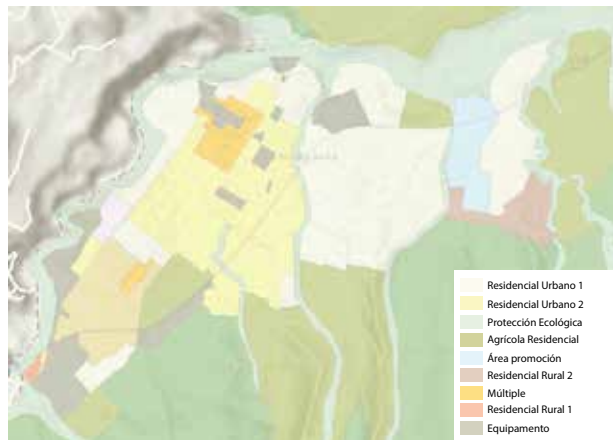 Residencial Urbano 1
Residencial Urbano 2
Protección Ecológica
Agrícola Residencial
Área promoción
Residencial Rural 2
Múltiple
Residencial Rural 1
Equipamento